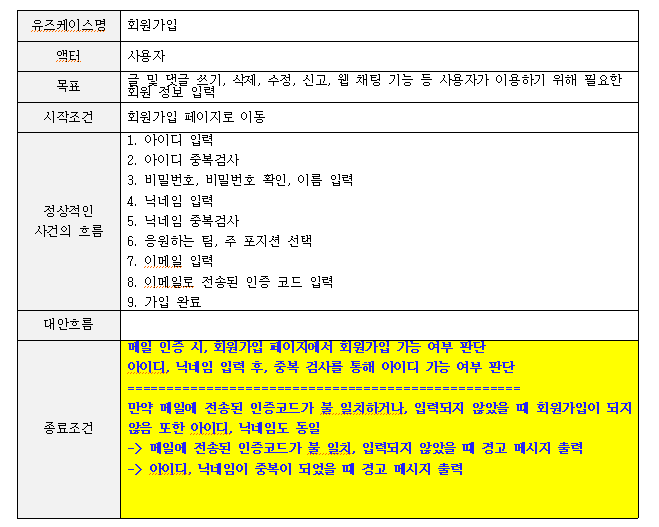 유즈케이스명 회원가입
액터 사용자
목표 글 및 댓글 쓰기, 삭제, 수정, 신고, 웹 채팅 기능 등 사용자가 이용하기 위해 필요한
회원 정보 입력
시작조건 회원가입 페이지로 이동
정상적인
사건의 흐름
1. 아이디 입력
2. 아이디 중복검사
3. 비밀번호, 비밀번호 확인, 이름 입력
4. 닉네임 입력
5. 닉네임 중복검사
6. 응원하는 팀, 주 포지션 선택
7. 이메일 입력
8. 이메일로 전송된 인증 코드 입력
9. 가입 완료
대안흐름
종료조건
메일 인증 시, 회원가입 페이지에서 회원가입 가능 여부 판단
아이디, 닉네임 입력 후, 중복 검사를 통해 아이디 가능 여부 판단
==================================================
만약 메일에 전송된 인증코드가 불 일치하거나, 입력되지 않았을 때 회원가입이 되지
않음 또한 아이디, 닉네임도 동일
-> 메일에 전송된 인증코드가 불 일치, 입력되지 않았을 때 경고 메시지 출력
-> 아이디, 닉네임이 중복이 되었을 때 경고 메시지 출력